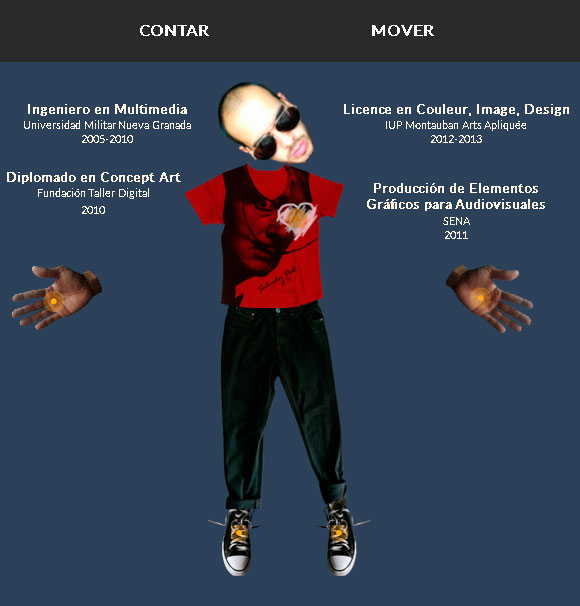 CONTAR MOVER
Ingeniero en Multimedia
Universidad Militar Nueva Granada
2005-2010
Licence en Couleur, Image, Design
IUP Montauban Arts Apliquée
2012-2013
Diplomado en Concept Art
Fundación Taller Digital
2010
Producción de Elementos
Gráficos para Audiovisuales
SENA
2011